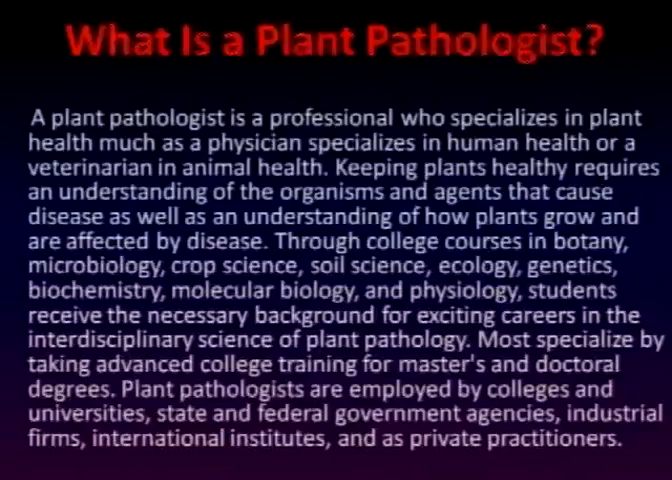 What Is a Plant Pathologist?
A plant pathologist is a professional who specializes in plant
health much as a physician specializes in human health or a
veterinarian in animal health. Keeping plants healthy requires
an understanding of the organisms and agents that cause
disease as well as an understanding of how plants grow and
are affected by disease. Through college courses in botany,
microbiology, crop science, soil science, ecology, genetics,
biochemistry, molecular biology, and physiology, students
receive the necessary background for exciting careers in the
interdisciplinary science of plant pathology. Most specialize by
taking advanced college training for master's and doctoral
degrees. Plant pathologists are employed by colleges and
universities, state and federal government agencies, industrial
firms, international institutes, and as private practitioners.